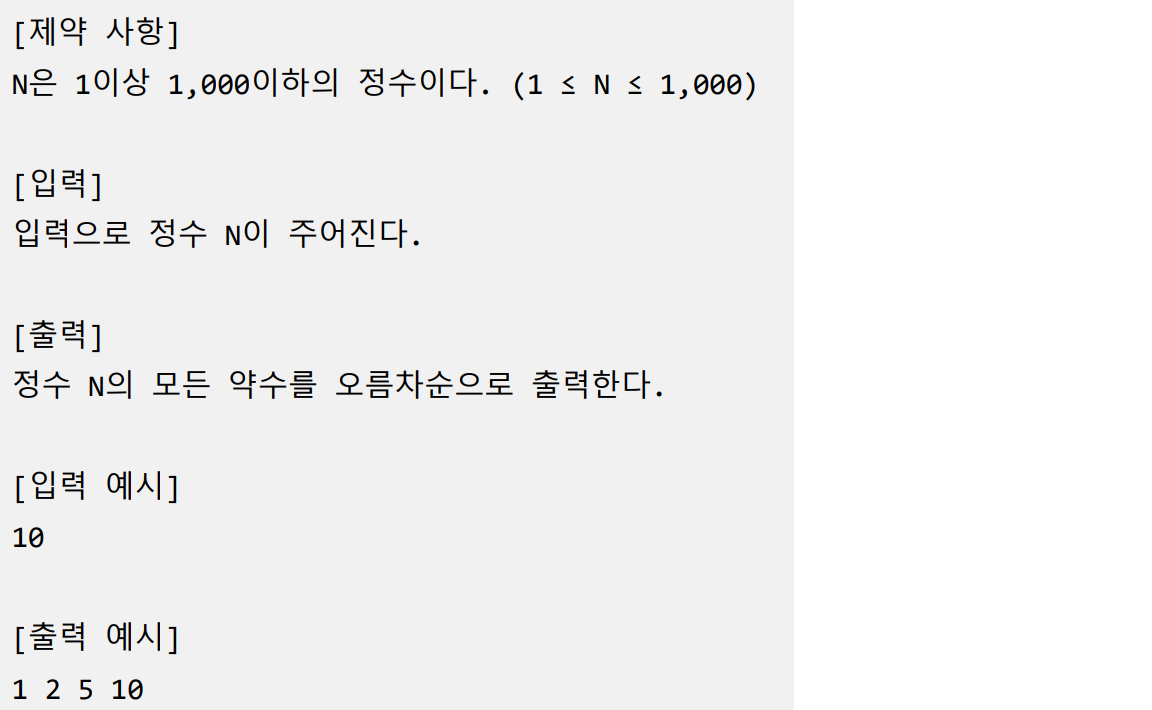 [제약 사항]
N은 1이상 1,000이하의 정수이다. (1 ≤ N ≤ 1,000)
[입력]
입력으로 정수 N이 주어진다.
[출력]
정수 N의 모든 약수를 오름차순으로 출력한다.
[입력 예시]
10
[출력 예시]
1 2 5 10